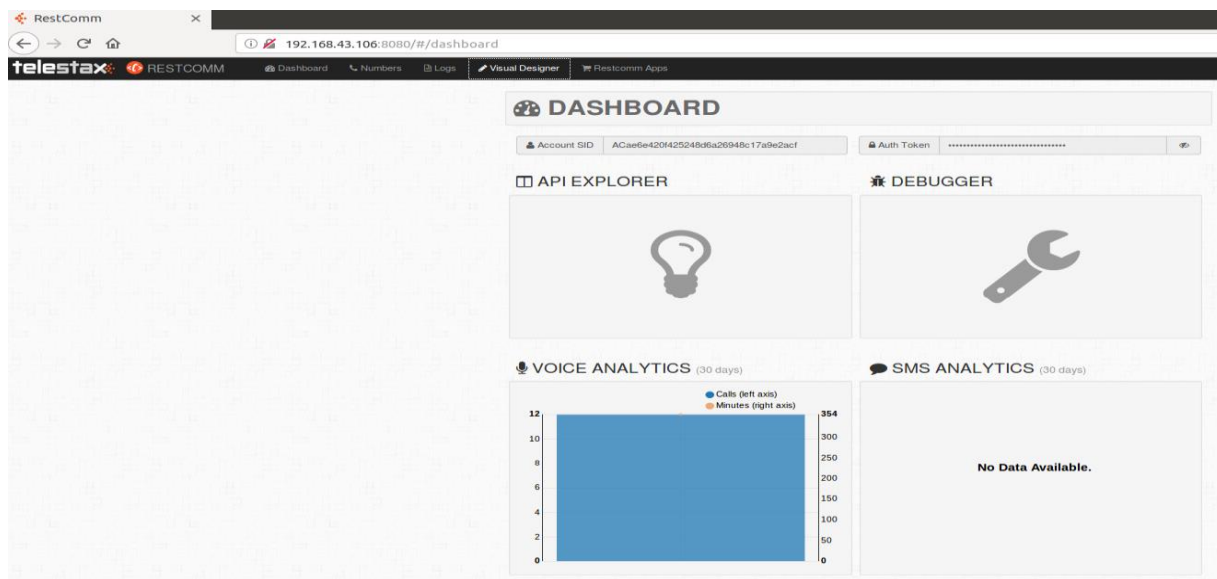 RestComm
192.168.43.106:8080/#/dashboard
telestax RESTCOMM Dashboard Numbers Logs Visual Designer Restcomm Apps
DASHBOARD
Account SID ACae6e420f425248d6a26948c17a9e2acf Auth Token ••••••••••••••••••••••••••••••••
API EXPLORER DEBUGGER
VOICE ANALYTICS (30 days) SMS ANALYTICS (30 days)
Calls (left axis)
Minutes (right axis)
12 354
10 300
8 250
6 200
4 150
2 100
0 50
0
No Data Available.